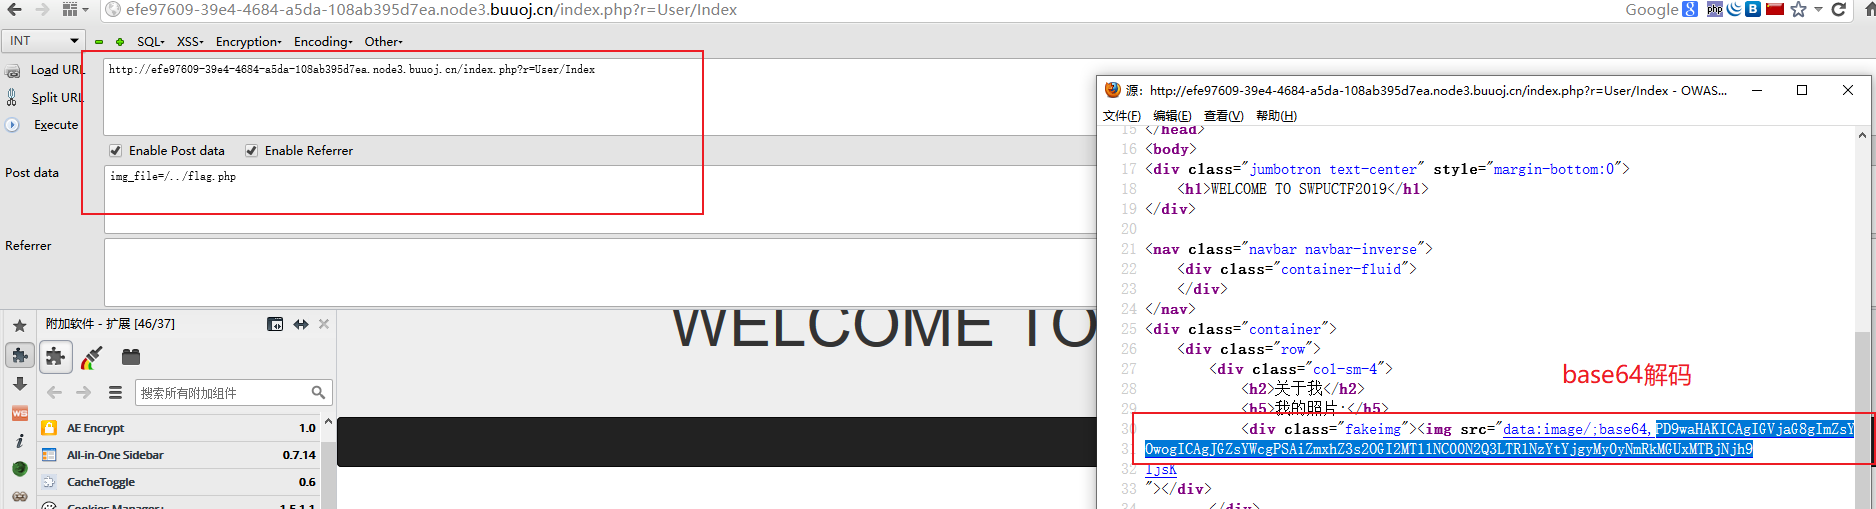 efe97609-39e4-4684-a5da-108ab395d7ea.node3.buuoj.cn/index.php?r=User/Index
Google
php
INT
SQL
XSS
Encryption
Encoding
Other
Load URL
http://efe97609-39e4-4684-a5da-108ab395d7ea.node3.buuoj.cn/index.php?r=User/Index
Split URL
Execute
Enable Post data
Enable Referrer
Post data
img_file=/../flag.php
Referrer
附加软件 - 扩展 [46/37]
搜索所有附加组件
AE Encrypt 1.0
All-in-One Sidebar 0.7.14
CacheToggle 0.6
WELCOME TO
源: http://efe97609-39e4-4684-a5da-108ab395d7ea.node3.buuoj.cn/index.php?r=User/Index - OWAS...
文件(F) 编辑(E) 查看(V) 帮助(H)
15 </head>
16 <body>
17 <div class="jumbotron text-center" style="margin-bottom:0">
18 <h1>WELCOME TO SWPUCTF2019</h1>
19 </div>
20
21 <nav class="navbar navbar-inverse">
22 <div class="container-fluid">
23 </div>
24 </nav>
25 <div class="container">
26 <div class="row">
27 <div class="col-sm-4">
28 <h2>关于我</h2>
29 <h5>我的照片:</h5>
base64解码
30 <div class="fakeimg"><img src="data:image/;base64,PD9waHAKICAgIGVjaG8gImZsY
31
32 IjsK
33 "></div>
34 </div>